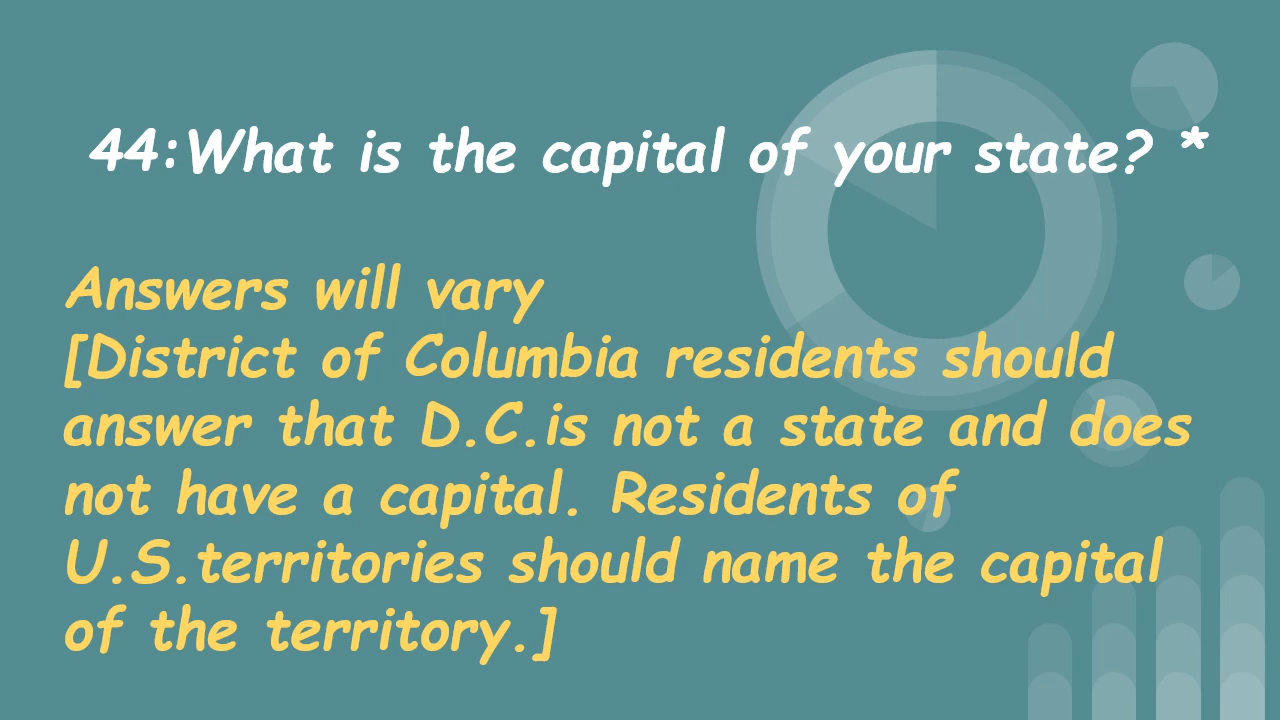 44:What is the capital of your state? *
Answers will vary
[District of Columbia residents should
answer that D.C.is not a state and does
not have a capital. Residents of
U.S.territories should name the capital
of the territory.]